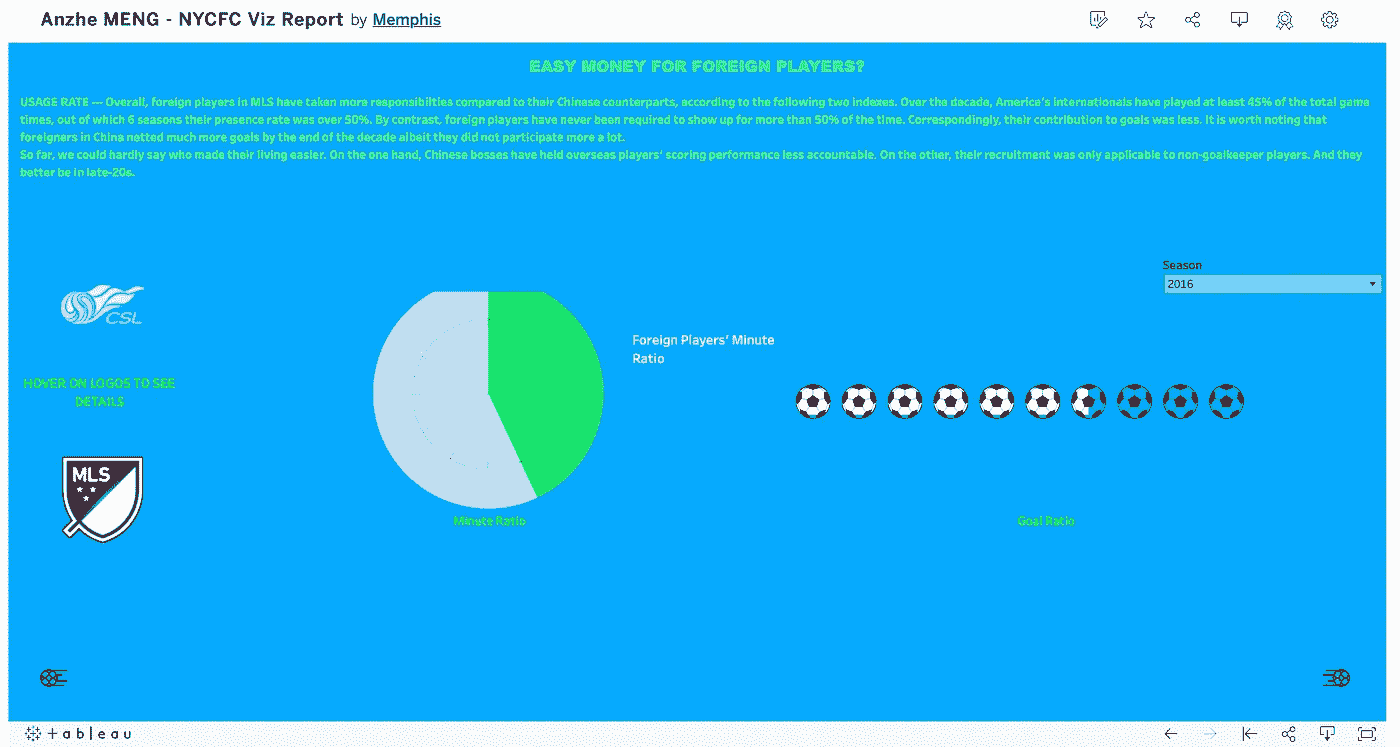 Anzhe MENG - NYCFC Viz Report by Memphis
EASY MONEY FOR FOREIGN PLAYERS?
USAGE RATE — Overall, foreign players in MLS have taken more responsibilties compared to their Chinese counterparts, according to the following two indexes. Over the decade, America's internationals have played at least 45% of the total game
times, out of which 6 seasons their presence rate was over 50%. By contrast, foreign players have never been required to show up for more than 50% of the time. Correspondingly, their contribution to goals was less. It is worth noting that
foreigners in China netted much more goals by the end of the decade albeit they did not participate more a lot.
So far, we could hardly say who made their living easier. On the one hand, Chinese bosses have held overseas players' scoring performance less accountable. On the other, their recruitment was only applicable to non-goalkeeper players. And they
better be in late-20s.
Season
2016
CSL
Foreign Players' Minute
Ratio
HOVER ON LOGOS TO SEE
DETAILS
MLS
Minute Ratio
Goal Ratio
+ableau